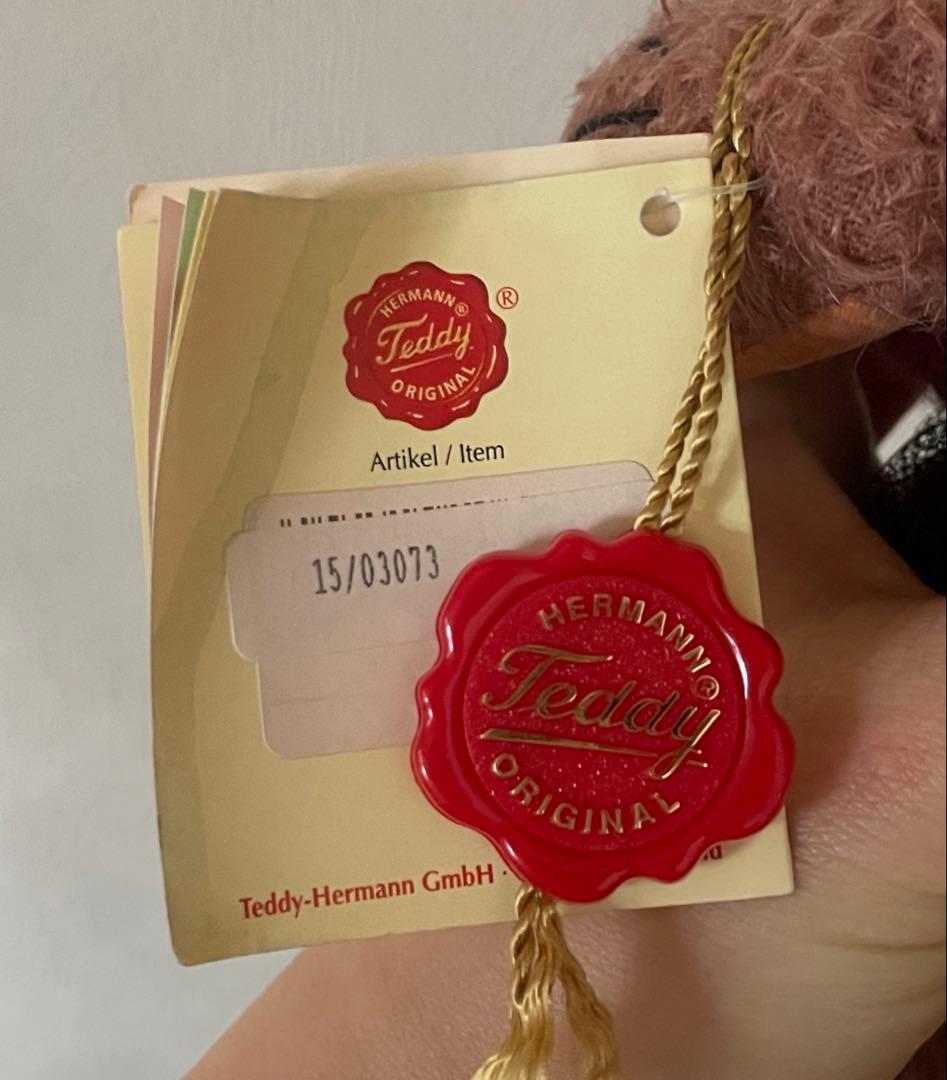 HERMANN®
Teddy
ORIGINAL
®
Artikel / Item
15/03073
HERMANN®
Teddy
ORIGINAL
Teddy-Hermann GmbH ·